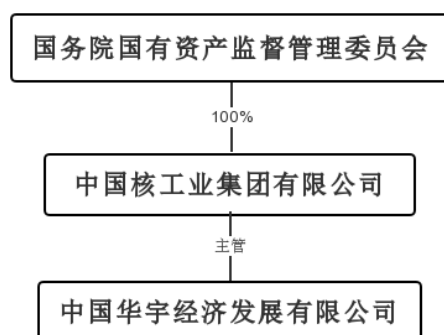 国务院国有资产监督管理委员会
100%
中国核工业集团有限公司
主管
中国华宇经济发展有限公司